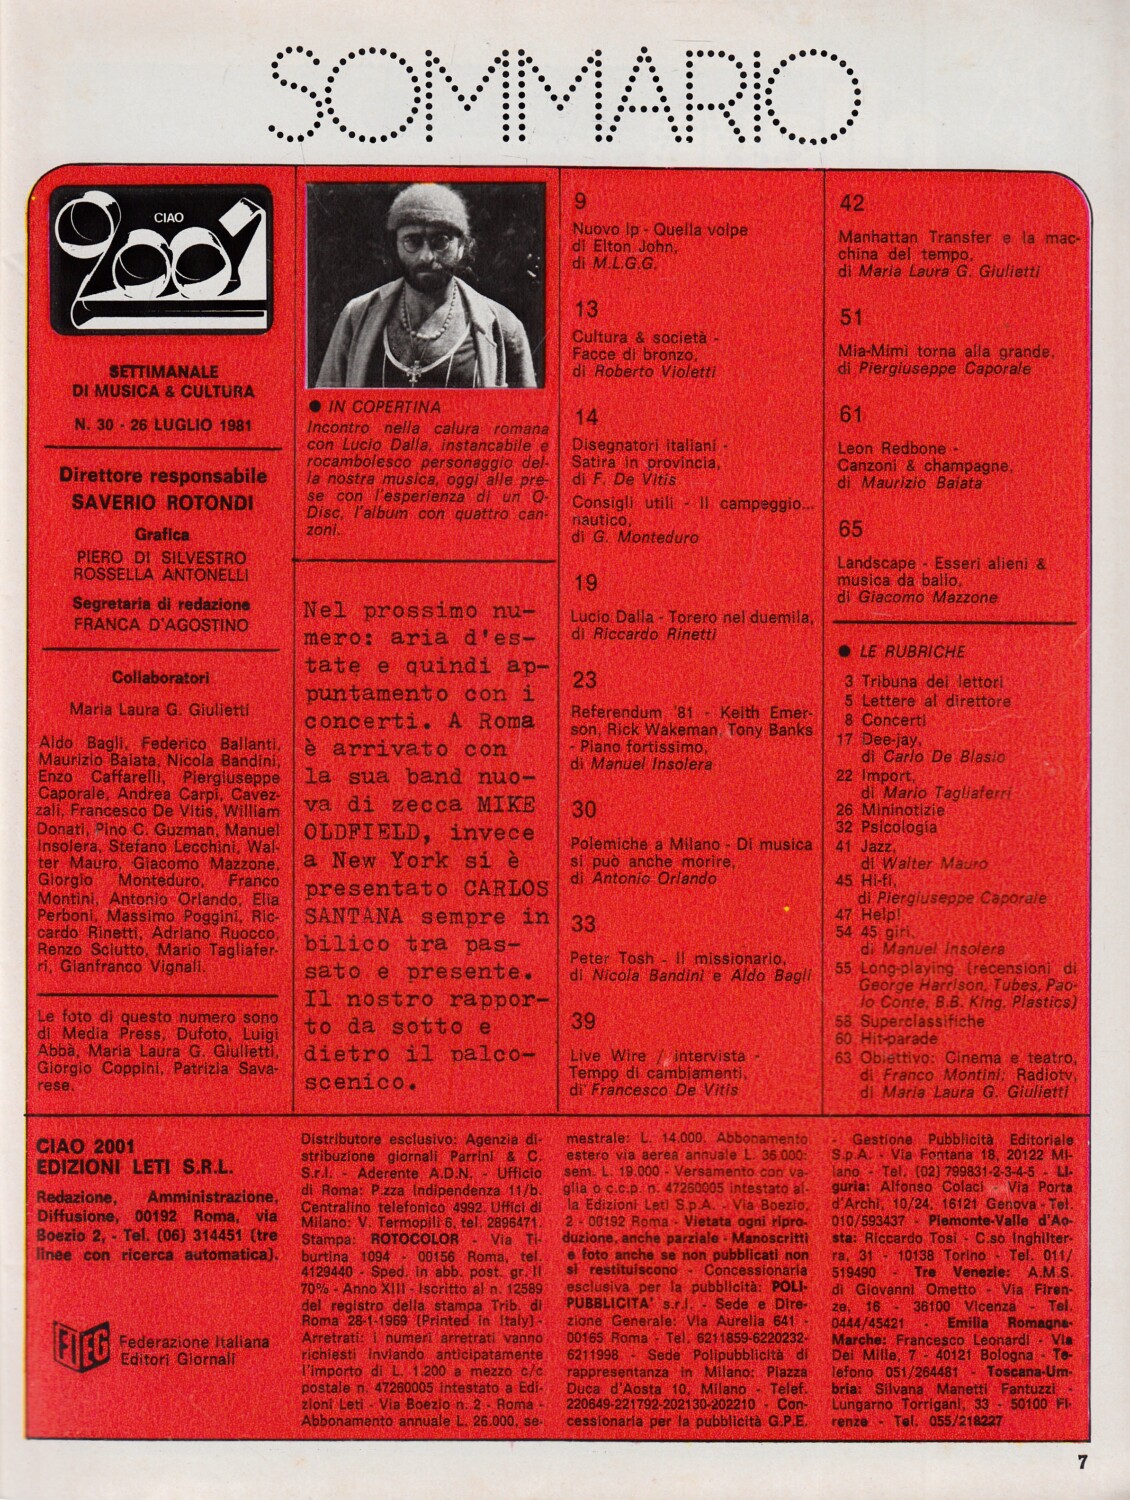 SOMMARIO
CIAO
2001
SETTIMANALE
DI MUSICA & CULTURA
N. 30 - 26 LUGLIO 1981
Direttore responsabile
SAVERIO ROTONDI
Grafica
PIERO DI SILVESTRO
ROSSELLA ANTONELLI
Segretaria di redazione
FRANCA D'AGOSTINO
Collaboratori
Maria Laura G. Giulietti
Aldo Bagli, Federico Ballanti,
Maurizio Baiata, Nicola Bandini,
Enzo Caffarelli, Piergiuseppe
Caporale, Andrea Carpi, Cavez-
zali, Francesco De Vitis, William
Donati, Pino C. Guzman, Manuel
Insolera, Stefano Lecchini, Wal-
ter Mauro, Giacomo Mazzone,
Giorgio Monteduro, Franco
Montini, Antonio Orlando, Elia
Perboni, Massimo Poggini, Ric-
cardo Rinetti, Adriano Ruocco,
Renzo Sciutto, Mario Tagliafer-
ri, Gianfranco Vignali.
Le foto di questo numero sono
di Media Press, Dufoto, Luigi
Abbà, Maria Laura G. Giulietti,
Giorgio Coppini, Patrizia Sava-
rese.
● IN COPERTINA
Incontro nella calura romana
con Lucio Dalla, instancabile e
rocambolesco personaggio del-
la nostra musica, oggi alle pre-
se con l'esperienza di un Q-
Disc, l'album con quattro can-
zoni.
Nel prossimo nu-
mero: aria d'es-
tate e quindi ap-
puntamento con i
concerti. A Roma
è arrivato con
la sua band nuo-
va di zecca MIKE
OLDFIELD, invece
a New York si è
presentato CARLOS
SANTANA sempre in
bilico tra pas-
sato e presente.
Il nostro rappor-
to da sotto e
dietro il palco-
scenico.
9
Nuovo lp - Quella volpe
di Elton John,
di M.L.G.G.
13
Cultura & società -
Facce di bronzo,
di Roberto Violetti
14
Disegnatori italiani -
Satira in provincia,
di F. De Vitis
Consigli utili - Il campeggio...
nautico,
di G. Monteduro
19
Lucio Dalla - Torero nel duemila,
di Riccardo Rinetti
23
Referendum '81 - Keith Emer-
son, Rick Wakeman, Tony Banks
- Piano fortissimo,
di Manuel Insolera
30
Polemiche a Milano - Di musica
si può anche morire,
di Antonio Orlando
33
Peter Tosh - Il missionario,
di Nicola Bandini e Aldo Bagli
39
Live Wire / intervista -
Tempo di cambiamenti,
di Francesco De Vitis
42
Manhattan Transfer e la mac-
china del tempo,
di Maria Laura G. Giulietti
51
Mia-Mimì torna alla grande,
di Piergiuseppe Caporale
61
Leon Redbone -
Canzoni & champagne,
di Maurizio Baiata
65
Landscape - Esseri alieni &
musica da ballo,
di Giacomo Mazzone
● LE RUBRICHE
3 Tribuna dei lettori
5 Lettere al direttore
8 Concerti
17 Dee-jay,
di Carlo De Blasio
22 Import,
di Mario Tagliaferri
26 Mininotizie
32 Psicologia
41 Jazz,
di Walter Mauro
45 Hi-fi,
di Piergiuseppe Caporale
47 Help!
54 45 giri,
di Manuel Insolera
55 Long-playing (recensioni di
George Harrison, Tubes, Pao-
lo Conte, B.B. King, Plastics)
58 Superclassifiche
60 Hit-parade
63 Obiettivo: Cinema e teatro,
di Franco Montini; Radiotv,
di Maria Laura G. Giulietti
CIAO 2001
EDIZIONI LETI S.R.L.
Redazione, Amministrazione,
Diffusione, 00192 Roma, via
Boezio 2, - Tel. (06) 314451 (tre
linee con ricerca automatica).
FIEG Federazione Italiana
Editori Giornali
Distributore esclusivo: Agenzia di-
stribuzione giornali Parrini & C.
S.r.l. - Aderente A.D.N. - Ufficio
di Roma: P.zza Indipendenza 11/b.
Centralino telefonico 4992. Uffici di
Milano: V. Termopili 6, tel. 2896471.
Stampa: ROTOCOLOR - Via Ti-
burtina 1094 - 00156 Roma, tel.
4129440 - Sped. in abb. post. gr. II
70% - Anno XIII - Iscritto al n. 12589
del registro della stampa Trib. di
Roma 28-1-1969 (Printed in Italy) -
Arretrati: i numeri arretrati vanno
richiesti inviando anticipatamente
l'importo di L. 1.200 a mezzo c/c
postale n. 47260005 intestato a Edi-
zioni Leti - Via Boezio n. 2 - Roma -
Abbonamento annuale L. 26.000, se-
mestrale: L. 14.000. Abbonamento
estero via aerea annuale L. 36.000;
sem. L. 19.000 - Versamento con va-
glia o c.c.p. n. 47260005 intestato al-
la Edizioni Leti S.p.A. - Via Boezio,
2 - 00192 Roma - Vietata ogni ripro-
duzione, anche parziale - Manoscritti
e foto anche se non pubblicati non
si restituiscono - Concessionaria
esclusiva per la pubblicità: POLI-
PUBBLICITA' s.r.l. - Sede e Dire-
zione Generale: Via Aurelia 641 -
00165 Roma - Tel. 6211859-6220232-
6211998 - Sede Polipubblicità di
rappresentanza in Milano: Piazza
Duca d'Aosta 10, Milano - Telef.
220649-221792-202130-202210 - Con-
cessionaria per la pubblicità G.P.E.
- Gestione Pubblicità Editoriale
S.p.A. - Via Fontana 18, 20122 Mi-
lano - Tel. (02) 799831-2-3-4-5 - Li-
guria: Alfonso Colaci - Via Porta
d'Archi, 10/24, 16121 Genova - Tel.
010/593437 - Piemonte-Valle d'Ao-
sta: Riccardo Tosi - C.so Inghilter-
ra, 31 - 10138 Torino - Tel. 011/
519490 - Tre Venezie: A.M.S.
di Giovanni Ometto - Via Firen-
ze, 16 - 36100 Vicenza - Tel.
0444/45421 - Emilia Romagna-
Marche: Francesco Leonardi - Via
Dei Mille, 7 - 40121 Bologna - Te-
lefono 051/264481 - Toscana-Um-
bria: Silvana Manetti Fantuzzi -
Lungarno Torrigani, 33 - 50100 Fi-
renze - Tel. 055/218227
7